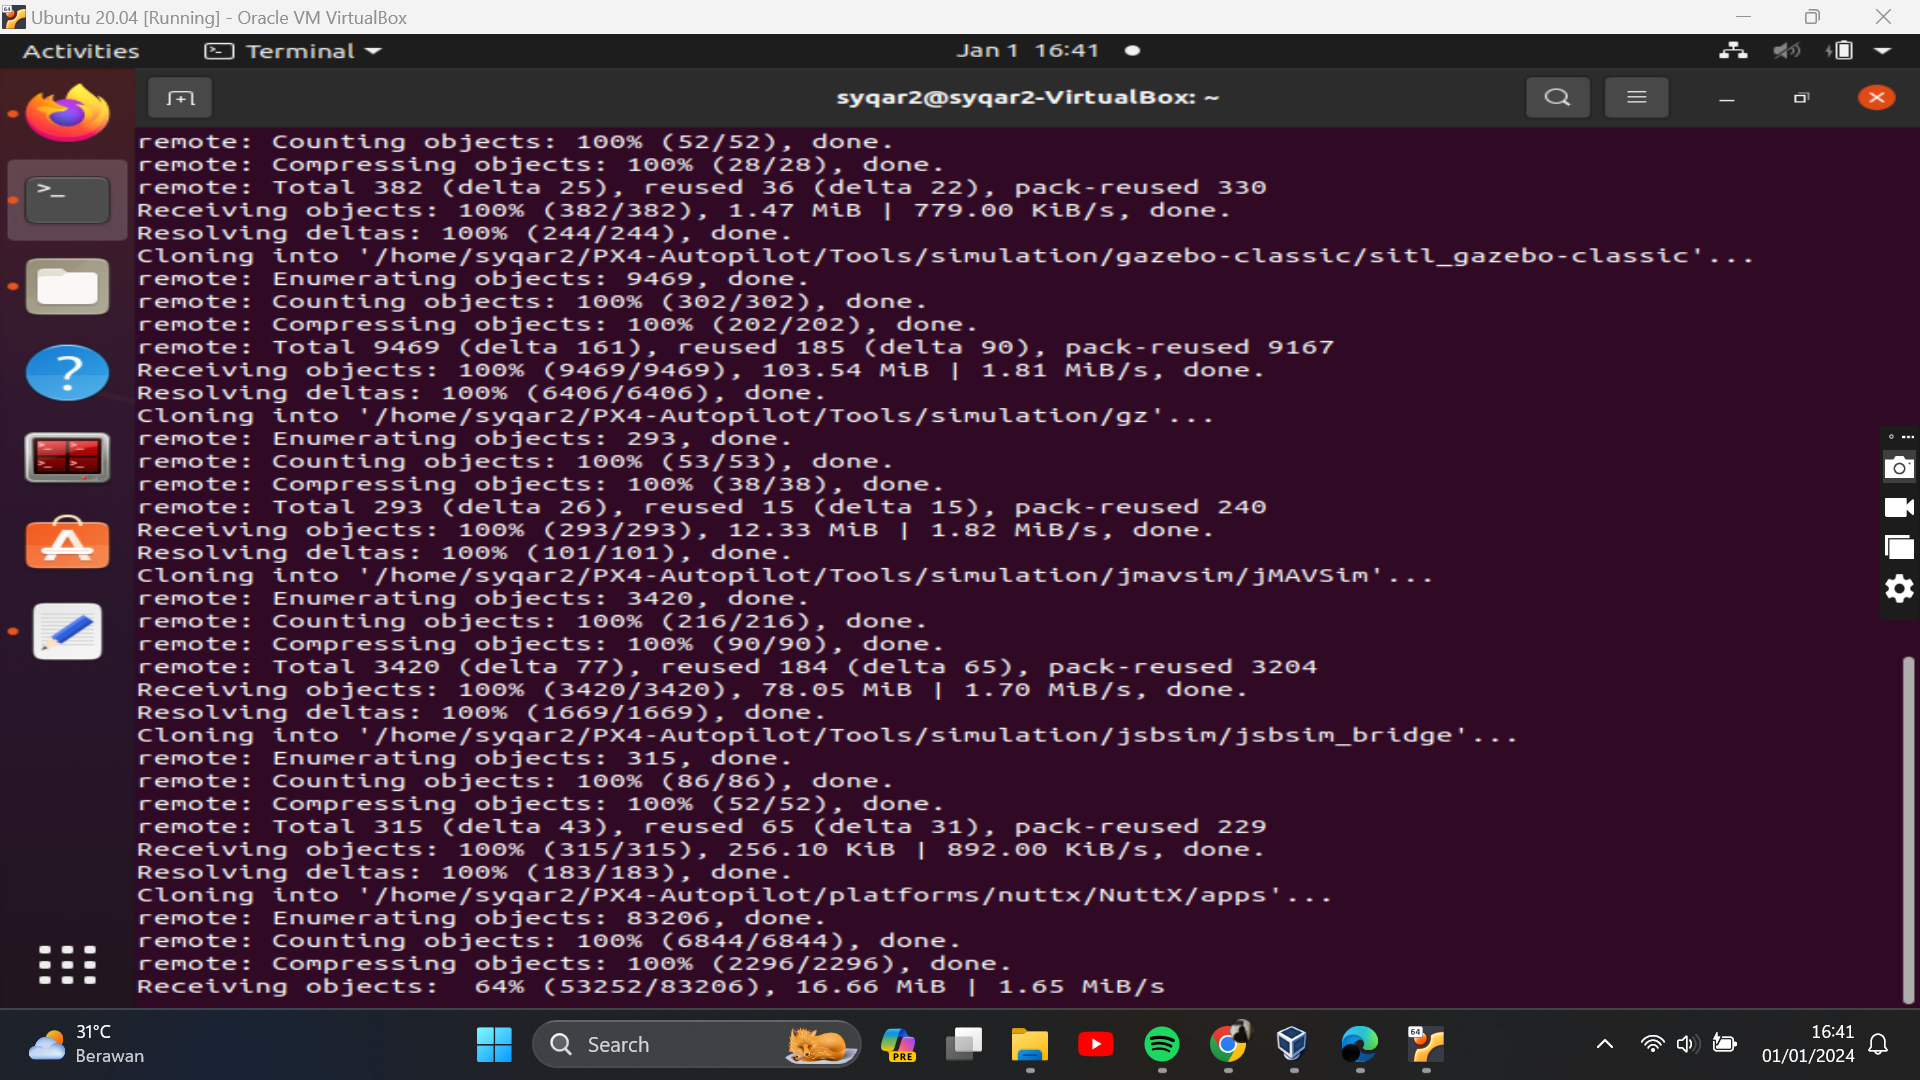 Ubuntu 20.04 [Running] - Oracle VM VirtualBox
Activities
Terminal
Jan 1 16:41
syqar2@syqar2-VirtualBox: ~
remote: Counting objects: 100% (52/52), done.
remote: Compressing objects: 100% (28/28), done.
remote: Total 382 (delta 25), reused 36 (delta 22), pack-reused 330
Receiving objects: 100% (382/382), 1.47 MiB | 779.00 KiB/s, done.
Resolving deltas: 100% (244/244), done.
Cloning into '/home/syqar2/PX4-Autopilot/Tools/simulation/gazebo-classic/sitl_gazebo-classic'...
remote: Enumerating objects: 9469, done.
remote: Counting objects: 100% (302/302), done.
remote: Compressing objects: 100% (202/202), done.
remote: Total 9469 (delta 161), reused 185 (delta 90), pack-reused 9167
Receiving objects: 100% (9469/9469), 103.54 MiB | 1.81 MiB/s, done.
Resolving deltas: 100% (6406/6406), done.
Cloning into '/home/syqar2/PX4-Autopilot/Tools/simulation/gz'...
remote: Enumerating objects: 293, done.
remote: Counting objects: 100% (53/53), done.
remote: Compressing objects: 100% (38/38), done.
remote: Total 293 (delta 26), reused 15 (delta 15), pack-reused 240
Receiving objects: 100% (293/293), 12.33 MiB | 1.82 MiB/s, done.
Resolving deltas: 100% (101/101), done.
Cloning into '/home/syqar2/PX4-Autopilot/Tools/simulation/jmavsim/jMAVSim'...
remote: Enumerating objects: 3420, done.
remote: Counting objects: 100% (216/216), done.
remote: Compressing objects: 100% (90/90), done.
remote: Total 3420 (delta 77), reused 184 (delta 65), pack-reused 3204
Receiving objects: 100% (3420/3420), 78.05 MiB | 1.70 MiB/s, done.
Resolving deltas: 100% (1669/1669), done.
Cloning into '/home/syqar2/PX4-Autopilot/Tools/simulation/jsbsim/jsbsim_bridge'...
remote: Enumerating objects: 315, done.
remote: Counting objects: 100% (86/86), done.
remote: Compressing objects: 100% (52/52), done.
remote: Total 315 (delta 43), reused 65 (delta 31), pack-reused 229
Receiving objects: 100% (315/315), 256.10 KiB | 892.00 KiB/s, done.
Resolving deltas: 100% (183/183), done.
Cloning into '/home/syqar2/PX4-Autopilot/platforms/nuttx/NuttX/apps'...
remote: Enumerating objects: 83206, done.
remote: Counting objects: 100% (6844/6844), done.
remote: Compressing objects: 100% (2296/2296), done.
Receiving objects:  64% (53252/83206), 16.66 MiB | 1.65 MiB/s
31°C
Berawan
Search
PRE
64
16:41
01/01/2024